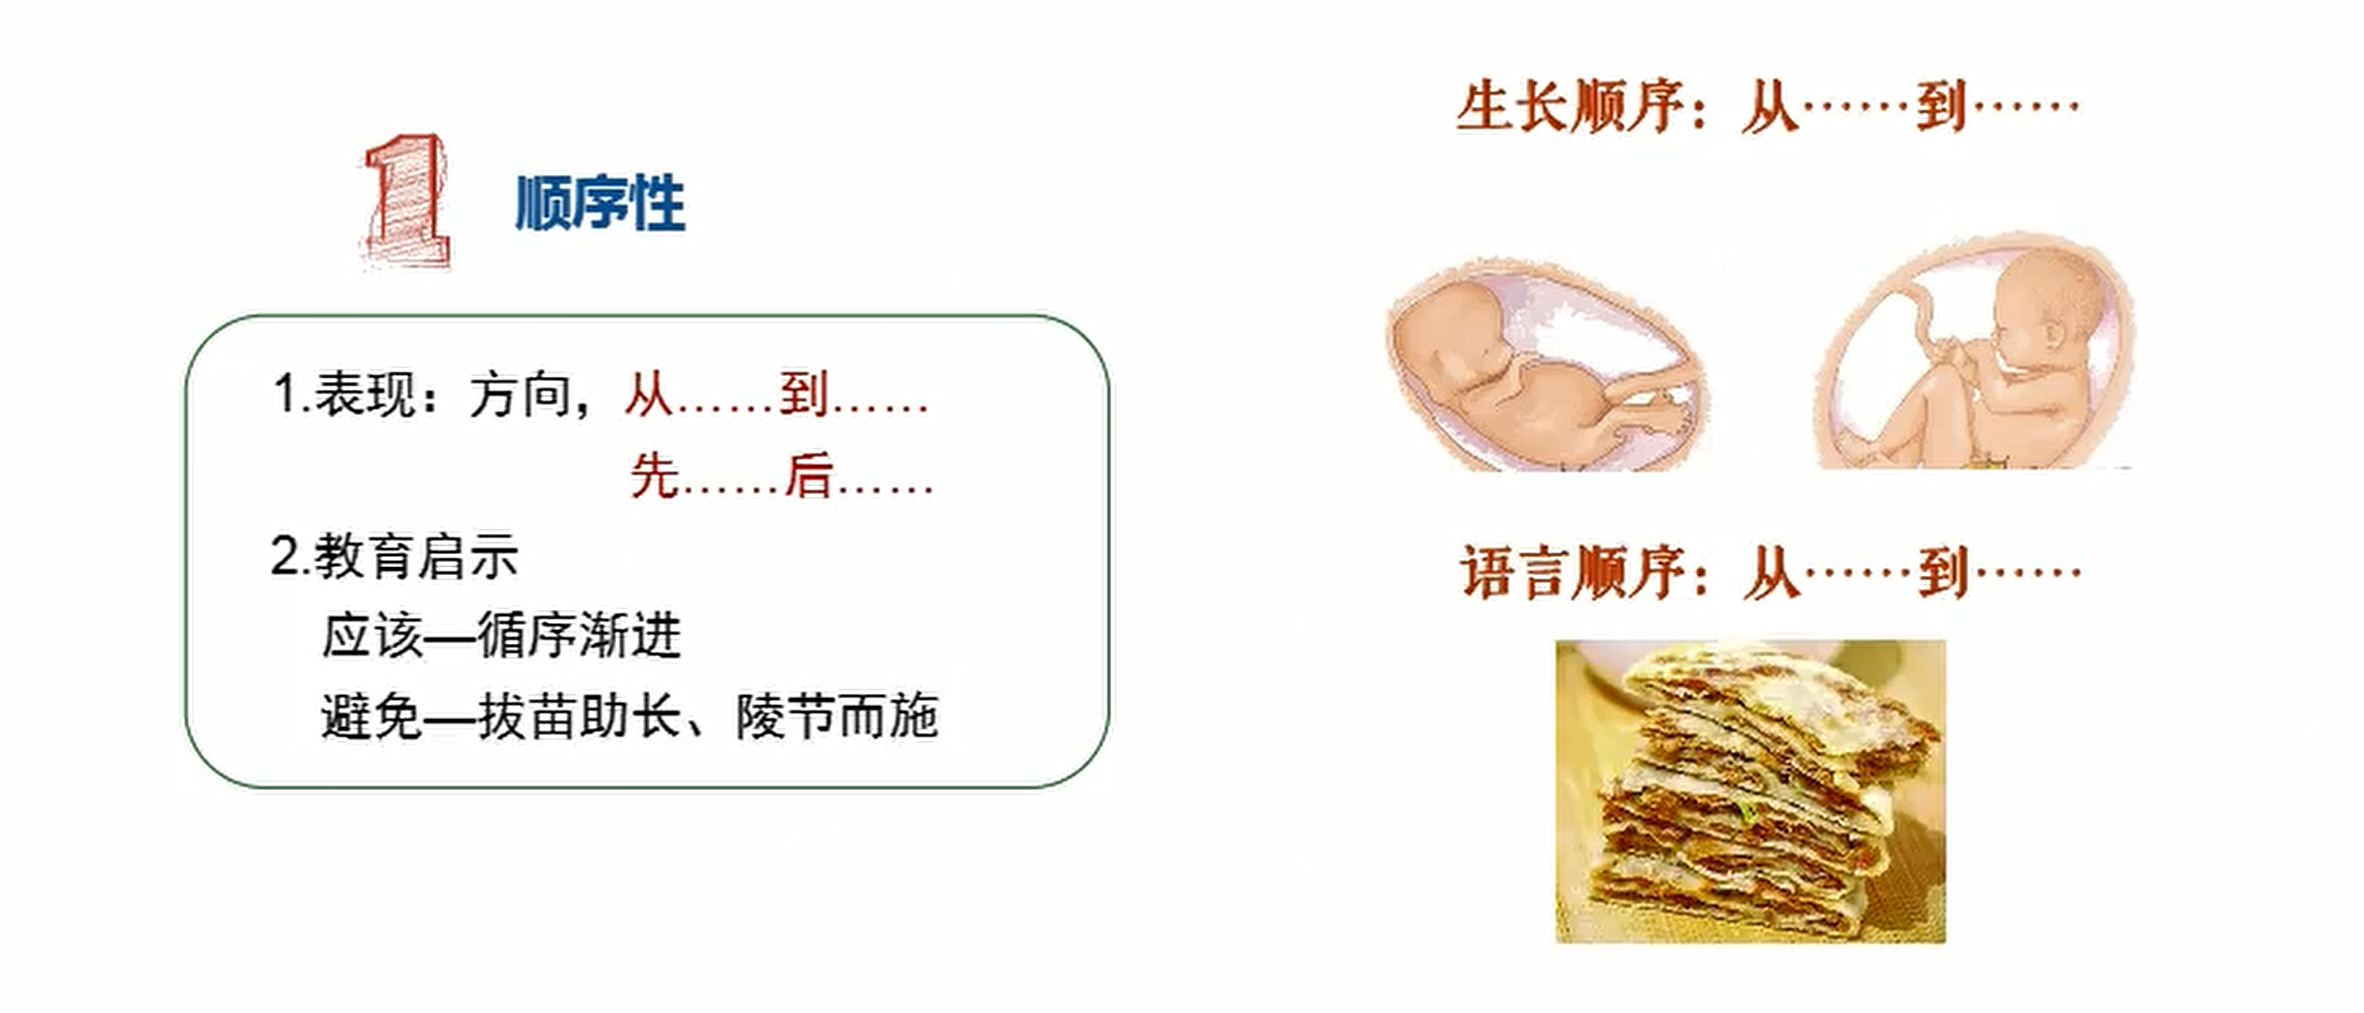 1 顺序性
1.表现：方向，从……到……
先……后……
2.教育启示
应该—循序渐进
避免—拔苗助长、陵节而施
生长顺序：从……到……
语言顺序：从……到……